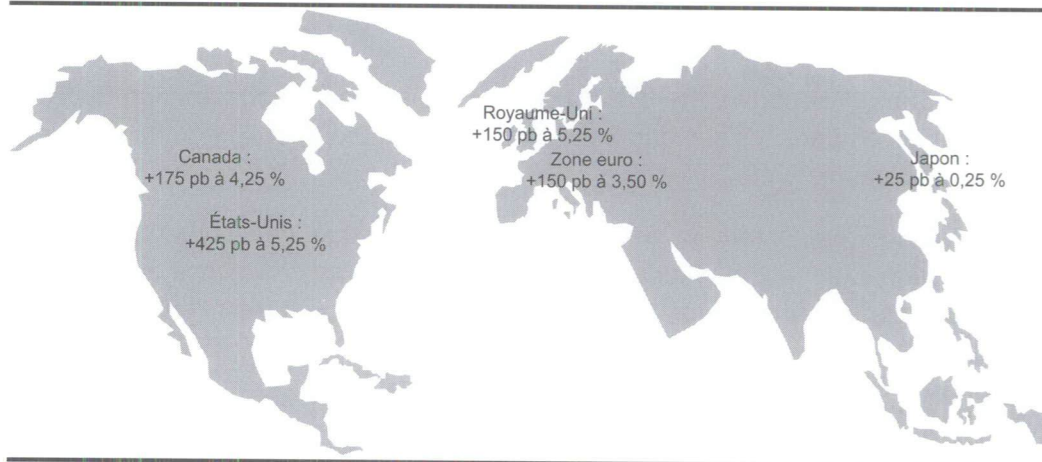 Royaume-Uni :
+150 pb à 5,25 %
Canada :
+175 pb à 4,25 %
Zone euro :
+150 pb à 3,50 %
Japon :
+25 pb à 0,25 %
États-Unis :
+425 pb à 5,25 %